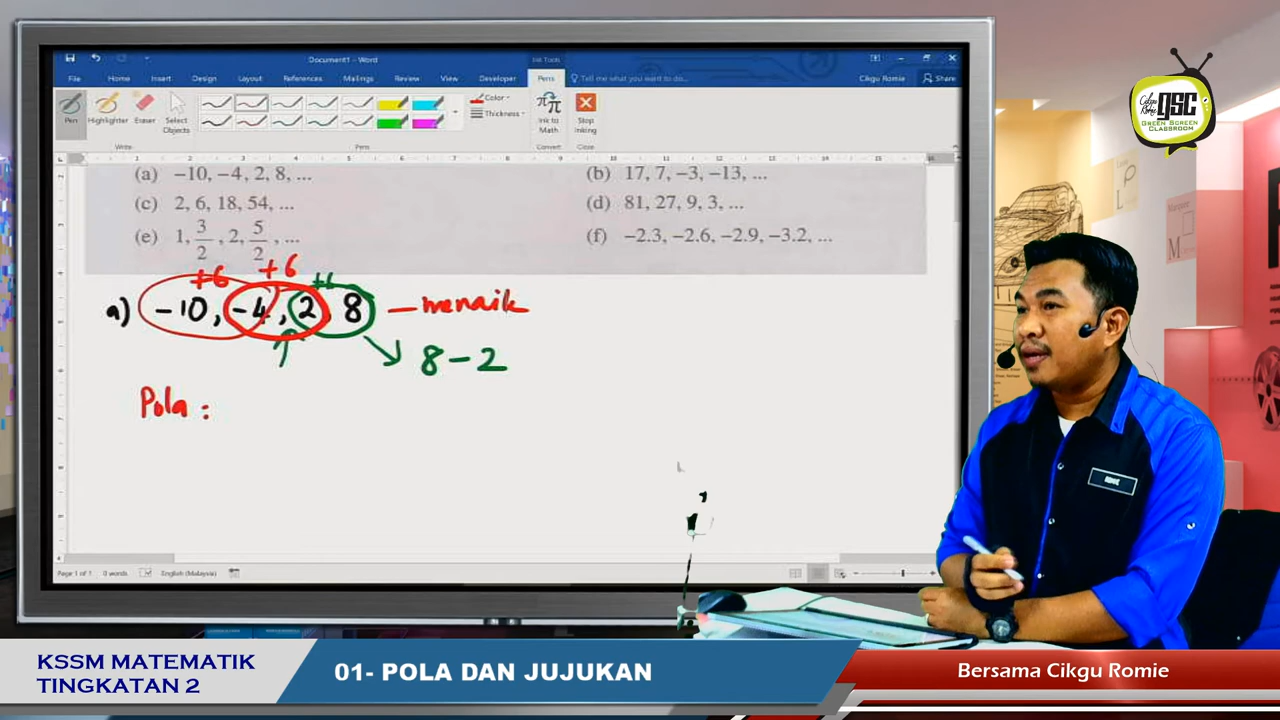 Document1 - Word
Ink Tools
File Home Insert Design Layout References Mailings Review View Developer Pens Tell me what you want to do... Cikgu Romie Share
Pen Highlighter Eraser Select Objects
Color
Thickness
Ink to Math
Stop Inking
Write Pens Convert Close
(a) −10, −4, 2, 8, ...
(b) 17, 7, −3, −13, ...
(c) 2, 6, 18, 54, ...
(d) 81, 27, 9, 3, ...
(e) 1, 3/2, 2, 5/2, ...
(f) −2.3, −2.6, −2.9, −3.2, ...
+6 +6 +6
a) −10, −4, 2, 8 − menaik
8 − 2
Pola :
Page 1 of 1 0 words English (Malaysia)
Cikgu Romie GSC
GREEN SCREEN
CLASSROOM
KSSM MATEMATIK
TINGKATAN 2
01- POLA DAN JUJUKAN
Bersama Cikgu Romie